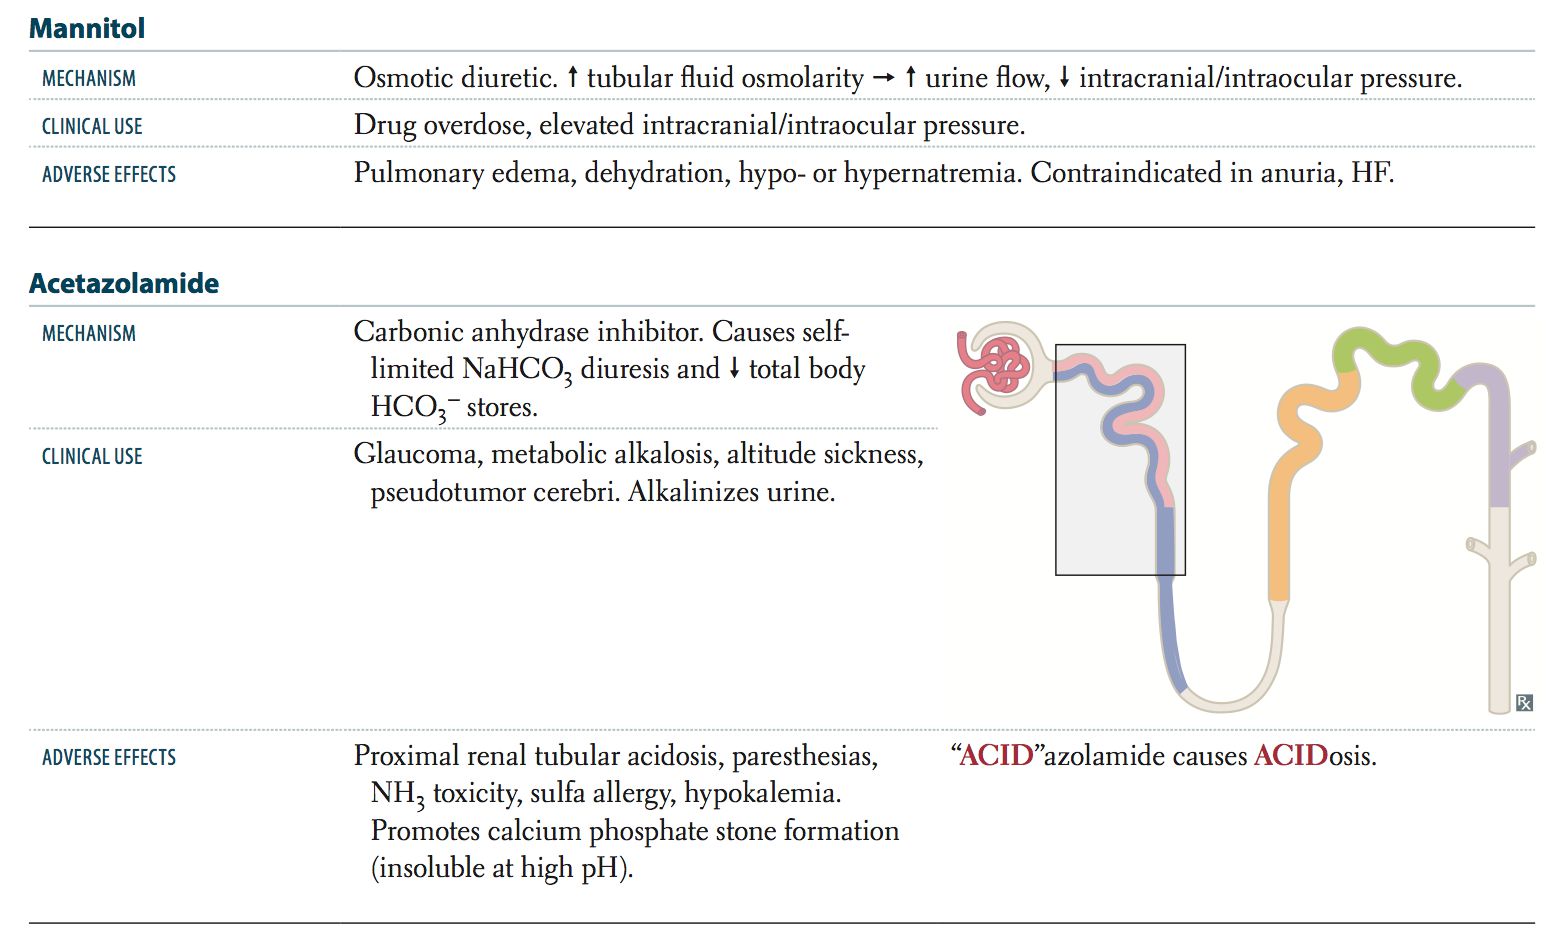 Mannitol
MECHANISM
Osmotic diuretic. ↑ tubular fluid osmolarity → ↑ urine flow, ↓ intracranial/intraocular pressure.
CLINICAL USE
Drug overdose, elevated intracranial/intraocular pressure.
ADVERSE EFFECTS
Pulmonary edema, dehydration, hypo- or hypernatremia. Contraindicated in anuria, HF.
Acetazolamide
MECHANISM
Carbonic anhydrase inhibitor. Causes self-
limited NaHCO₃ diuresis and ↓ total body
HCO₃⁻ stores.
CLINICAL USE
Glaucoma, metabolic alkalosis, altitude sickness,
pseudotumor cerebri. Alkalinizes urine.
Rx
ADVERSE EFFECTS
Proximal renal tubular acidosis, paresthesias,
NH₃ toxicity, sulfa allergy, hypokalemia.
Promotes calcium phosphate stone formation
(insoluble at high pH).
“ACID”azolamide causes ACIDosis.